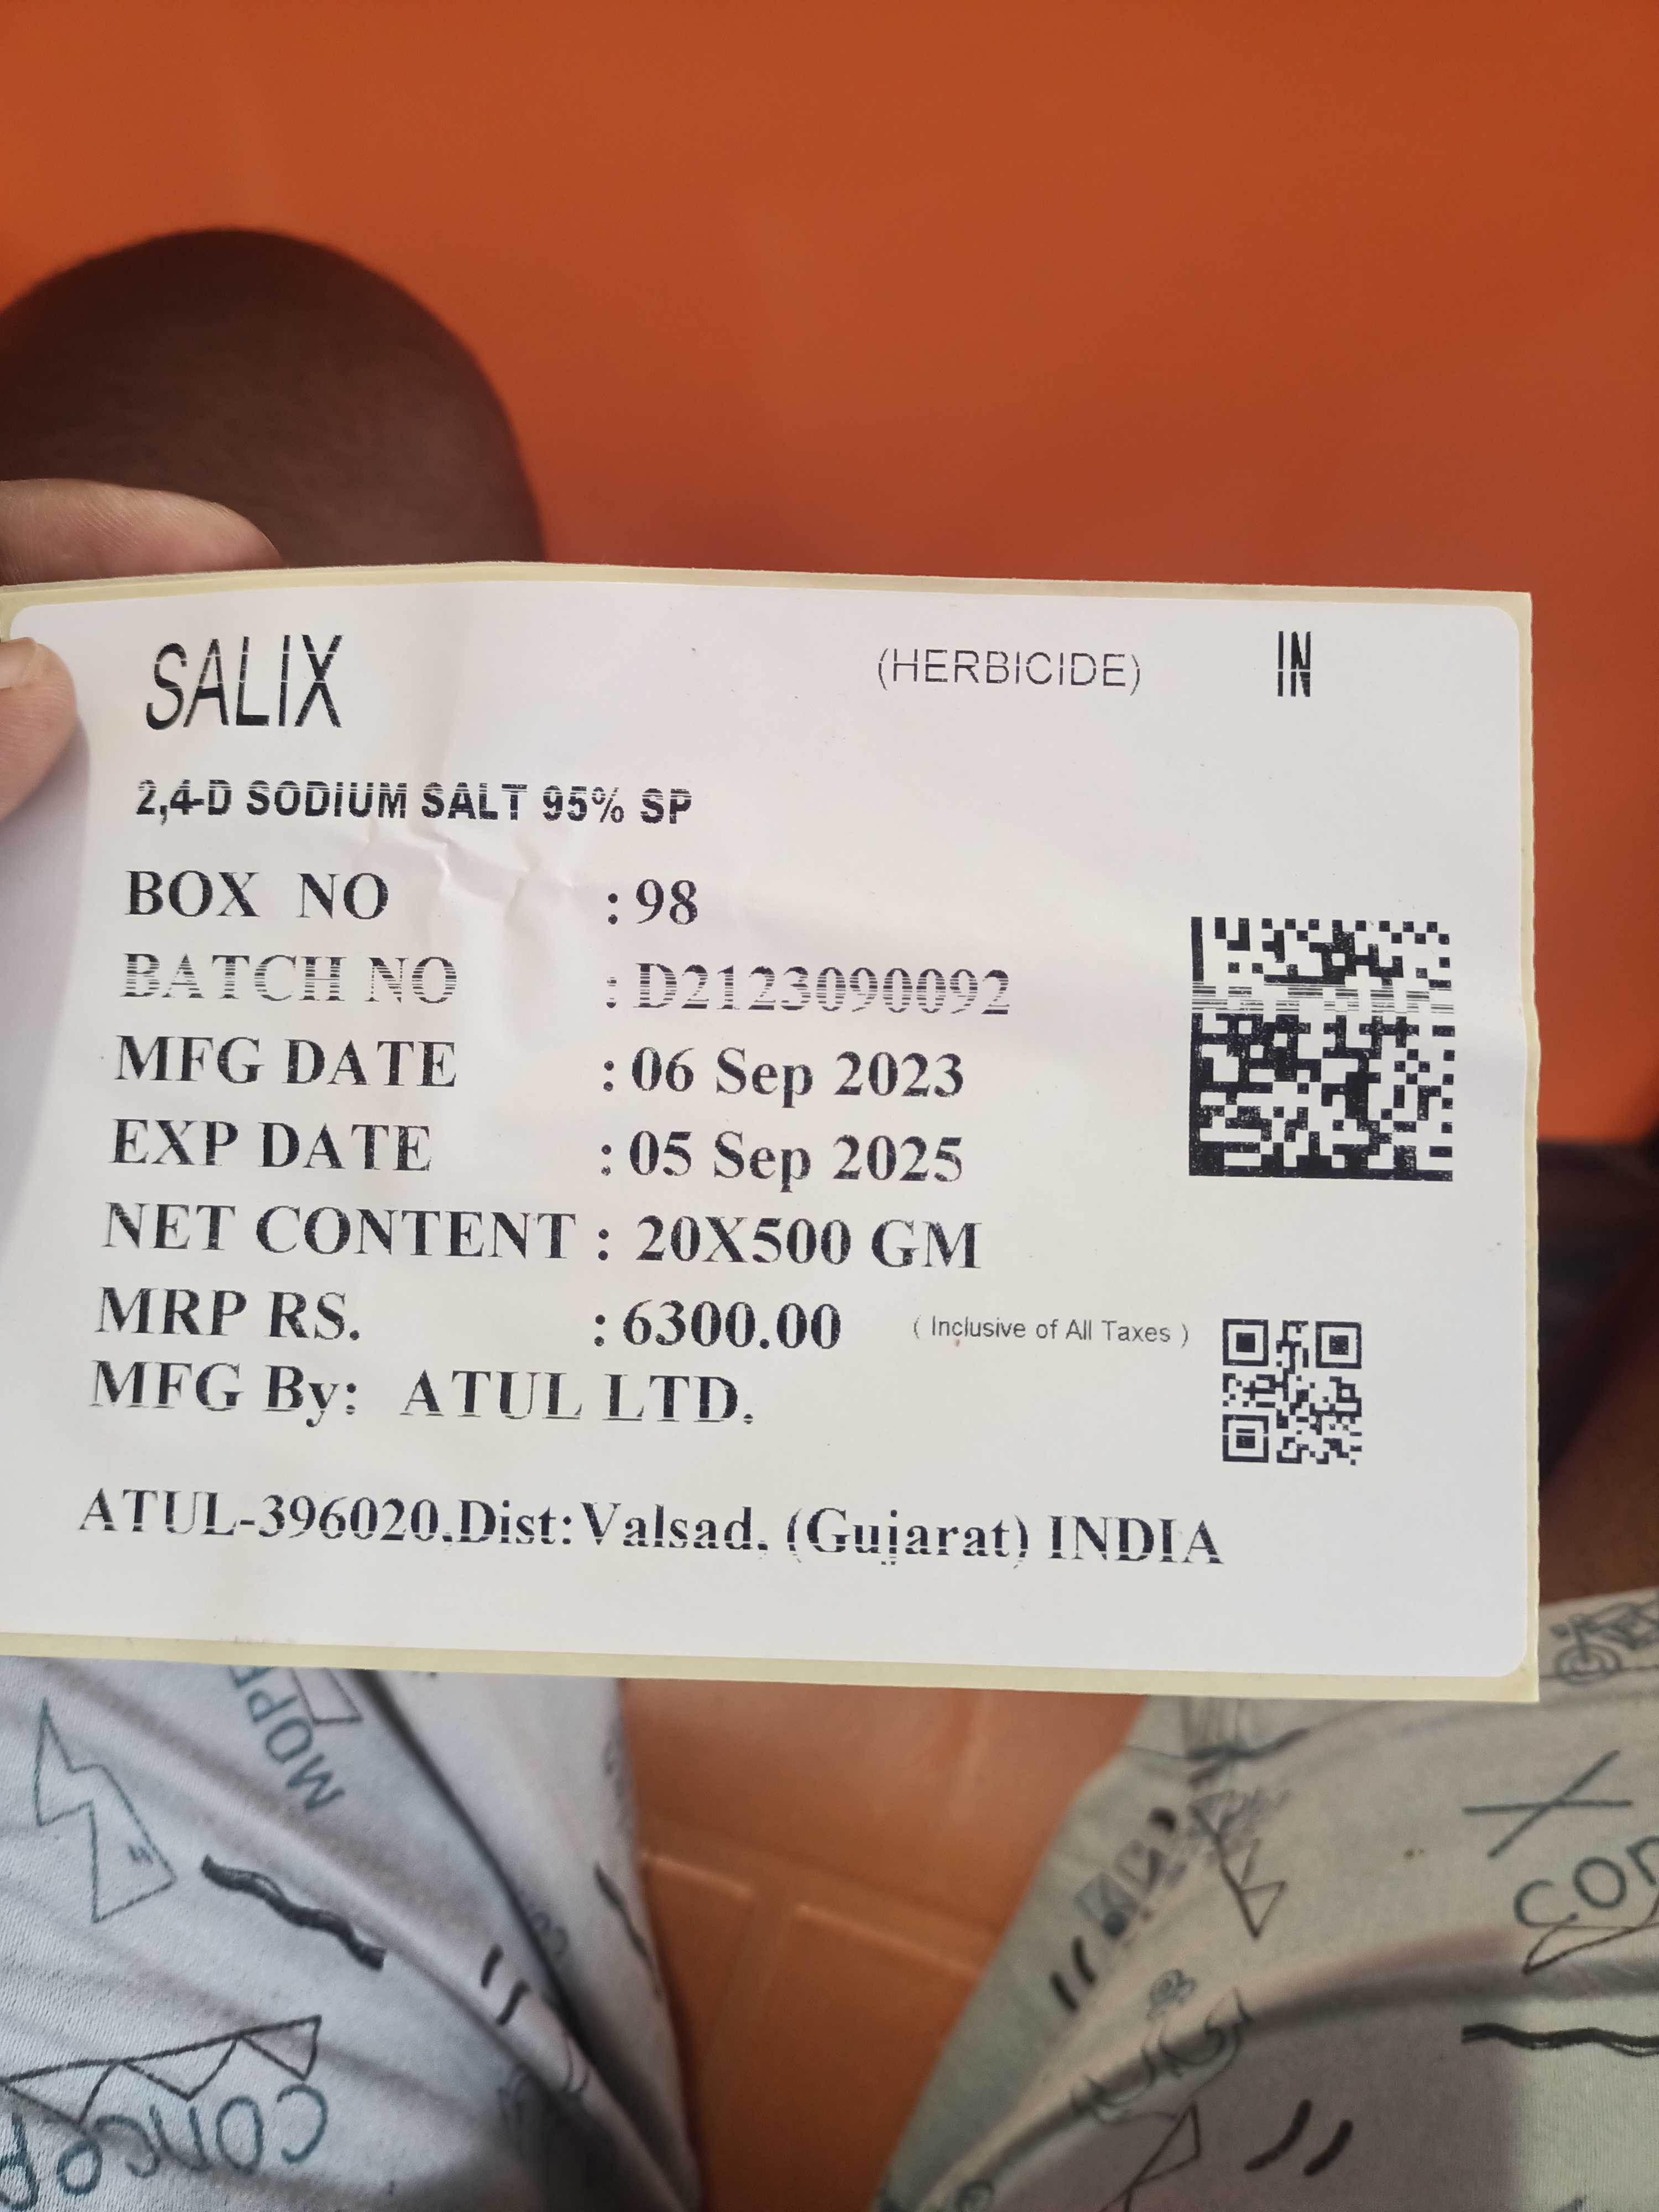 SALIX (HERBICIDE) IN
2,4-D SODIUM SALT 95% SP
BOX NO : 98
BATCH NO : D2123090092
MFG DATE : 06 Sep 2023
EXP DATE : 05 Sep 2025
NET CONTENT : 20X500 GM
MRP RS. : 6300.00 ( Inclusive of All Taxes )
MFG By: ATUL LTD.
ATUL-396020,Dist:Valsad, (Gujarat) INDIA